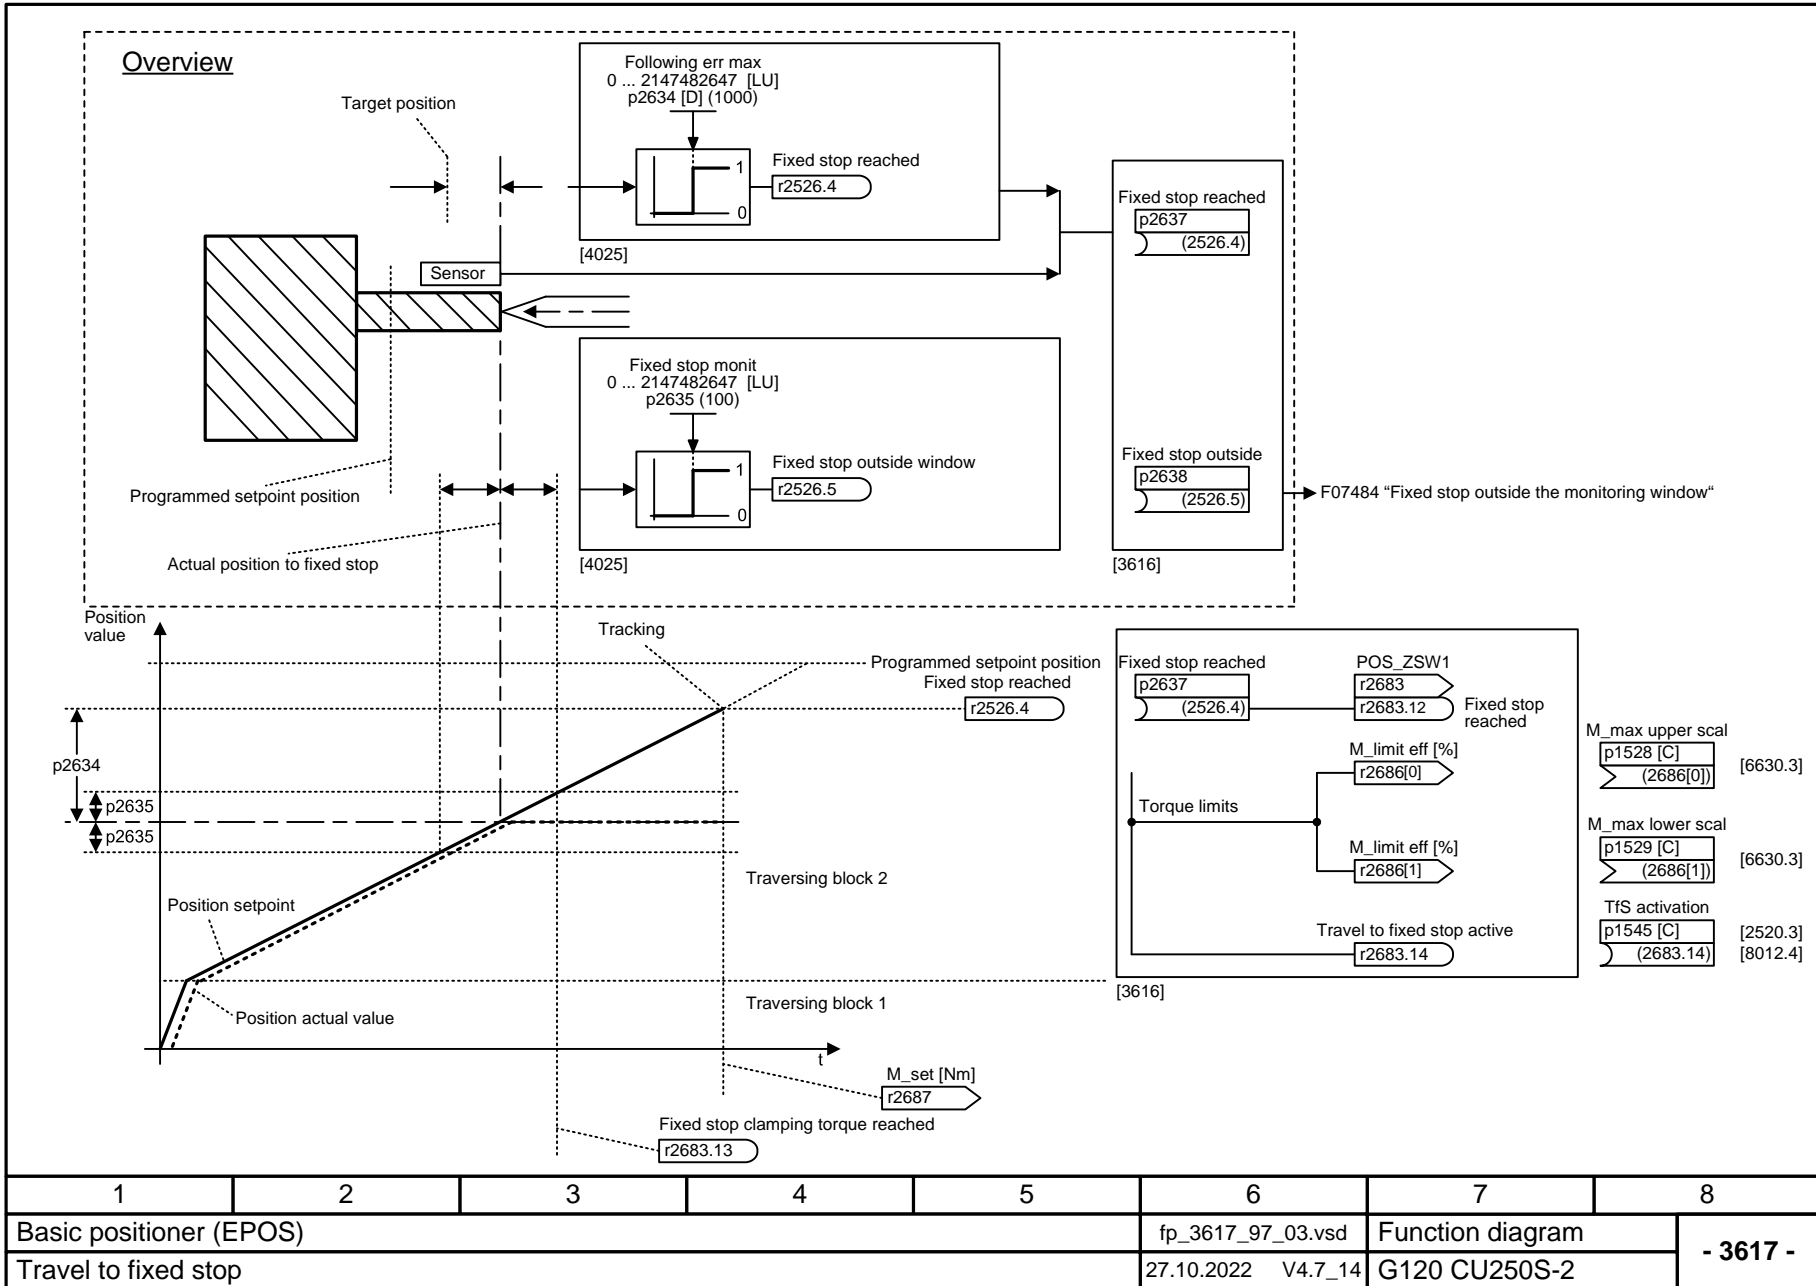 Overview
Target position
Following err max
0 ... 2147482647 [LU]
p2634 [D] (1000)
1
0
Fixed stop reached
r2526.4
[4025]
Sensor
Fixed stop reached
p2637
(2526.4)
Fixed stop monit
0 ... 2147482647 [LU]
p2635 (100)
1
0
Fixed stop outside window
r2526.5
[4025]
Fixed stop outside
p2638
(2526.5)
[3616]
F07484 “Fixed stop outside the monitoring window“
Programmed setpoint position
Actual position to fixed stop
Position
value
Tracking
Programmed setpoint position
Fixed stop reached
r2526.4
p2634
p2635
p2635
Traversing block 2
Position setpoint
Traversing block 1
Position actual value
t
M_set [Nm]
r2687
Fixed stop clamping torque reached
r2683.13
Fixed stop reached
p2637
(2526.4)
POS_ZSW1
r2683
r2683.12
Fixed stop
reached
M_limit eff [%]
r2686[0]
Torque limits
M_limit eff [%]
r2686[1]
Travel to fixed stop active
r2683.14
[3616]
M_max upper scal
p1528 [C]
(2686[0])
[6630.3]
M_max lower scal
p1529 [C]
(2686[1])
[6630.3]
TfS activation
p1545 [C]
(2683.14)
[2520.3]
[8012.4]
1 2 3 4 5 6 7 8
Basic positioner (EPOS)
fp_3617_97_03.vsd
Function diagram
- 3617 -
Travel to fixed stop
27.10.2022 V4.7_14
G120 CU250S-2